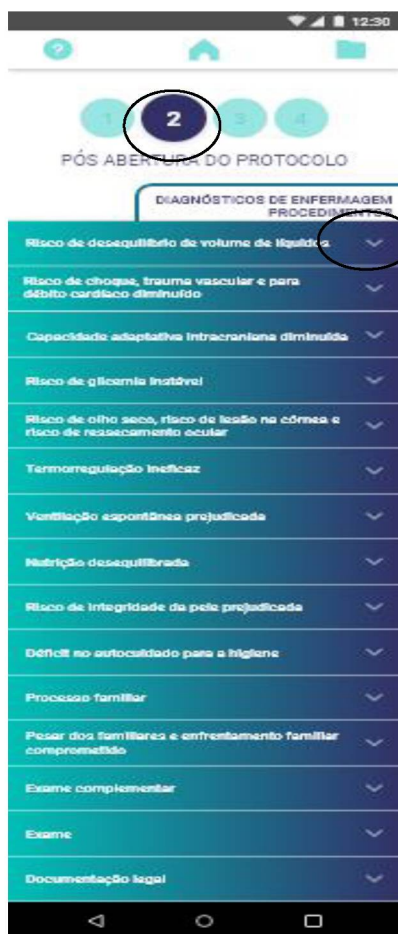 12:30
?
1 2 3 4
PÓS ABERTURA DO PROTOCOLO
DIAGNÓSTICOS DE ENFERMAGEM
PROCEDIMENTOS
Risco de desequilíbrio de volume de líquidos
Risco de choque, trauma vascular e para
débito cardíaco diminuído
Capacidade adaptativa intracraniana diminuída
Risco de glicemia instável
Risco de olho seco, risco de lesão na córnea e
risco de ressecamento ocular
Termorregulação ineficaz
Ventilação espontânea prejudicada
Nutrição desequilibrada
Risco de integridade da pele prejudicada
Déficit no autocuidado para a higiene
Processo familiar
Pesar dos familiares e enfrentamento familiar
comprometido
Exame complementar
Exame
Documentação legal